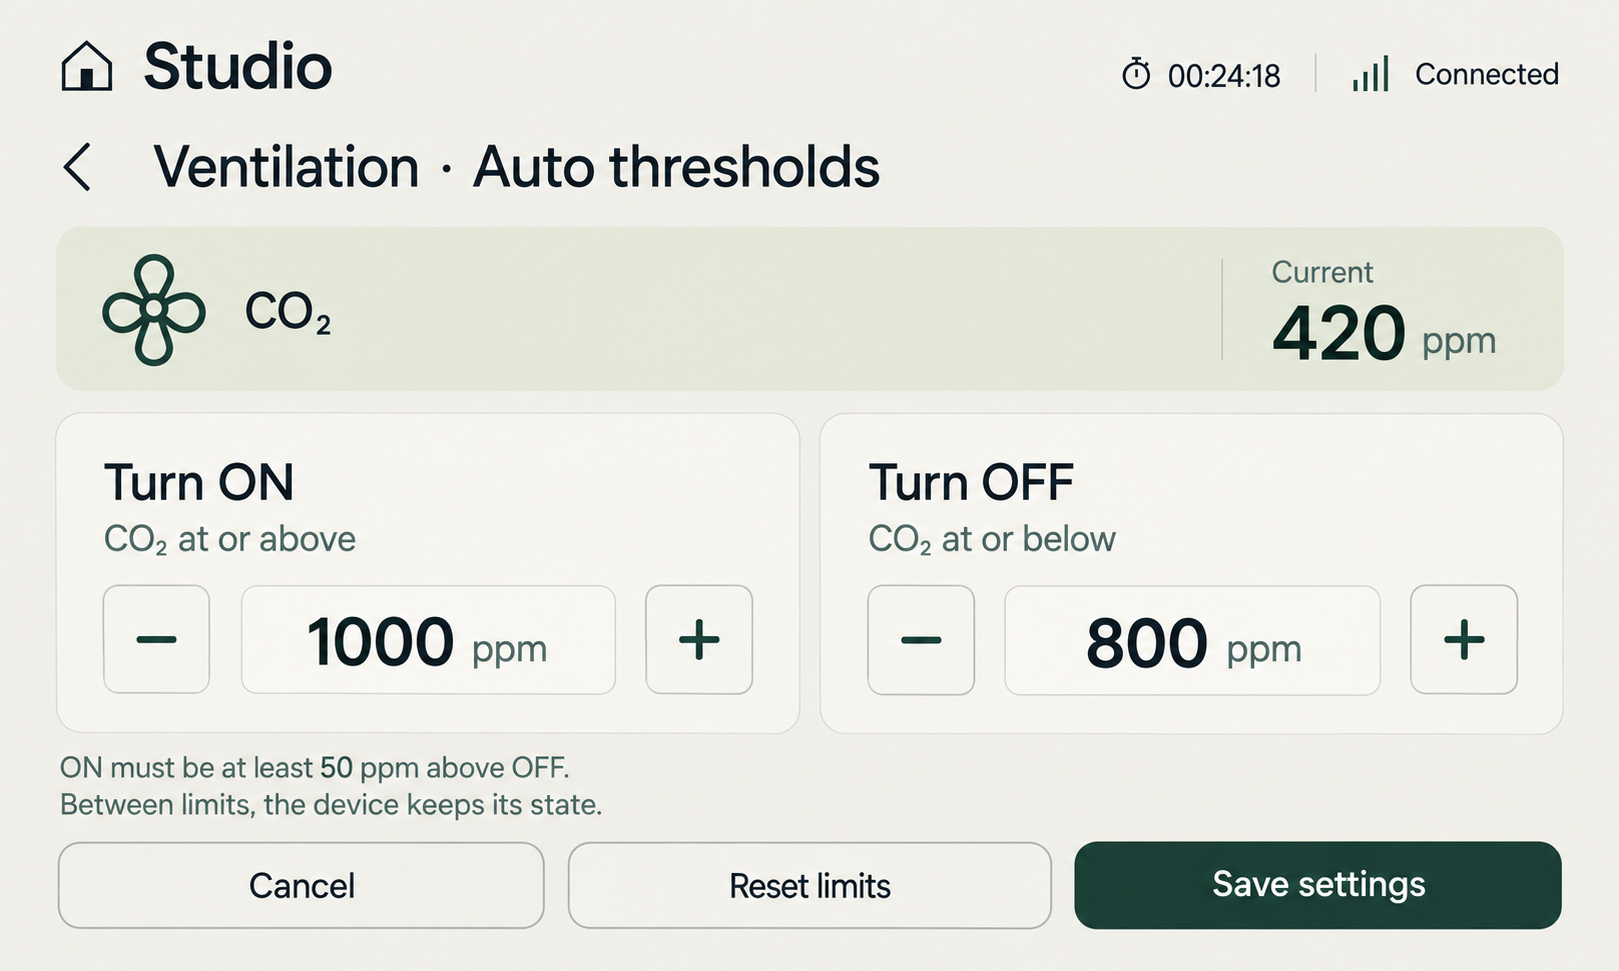 Studio
00:24:18
Connected
Ventilation · Auto thresholds
CO₂
Current
420 ppm
Turn ON
CO₂ at or above
− 1000 ppm +
Turn OFF
CO₂ at or below
− 800 ppm +
ON must be at least 50 ppm above OFF.
Between limits, the device keeps its state.
Cancel
Reset limits
Save settings